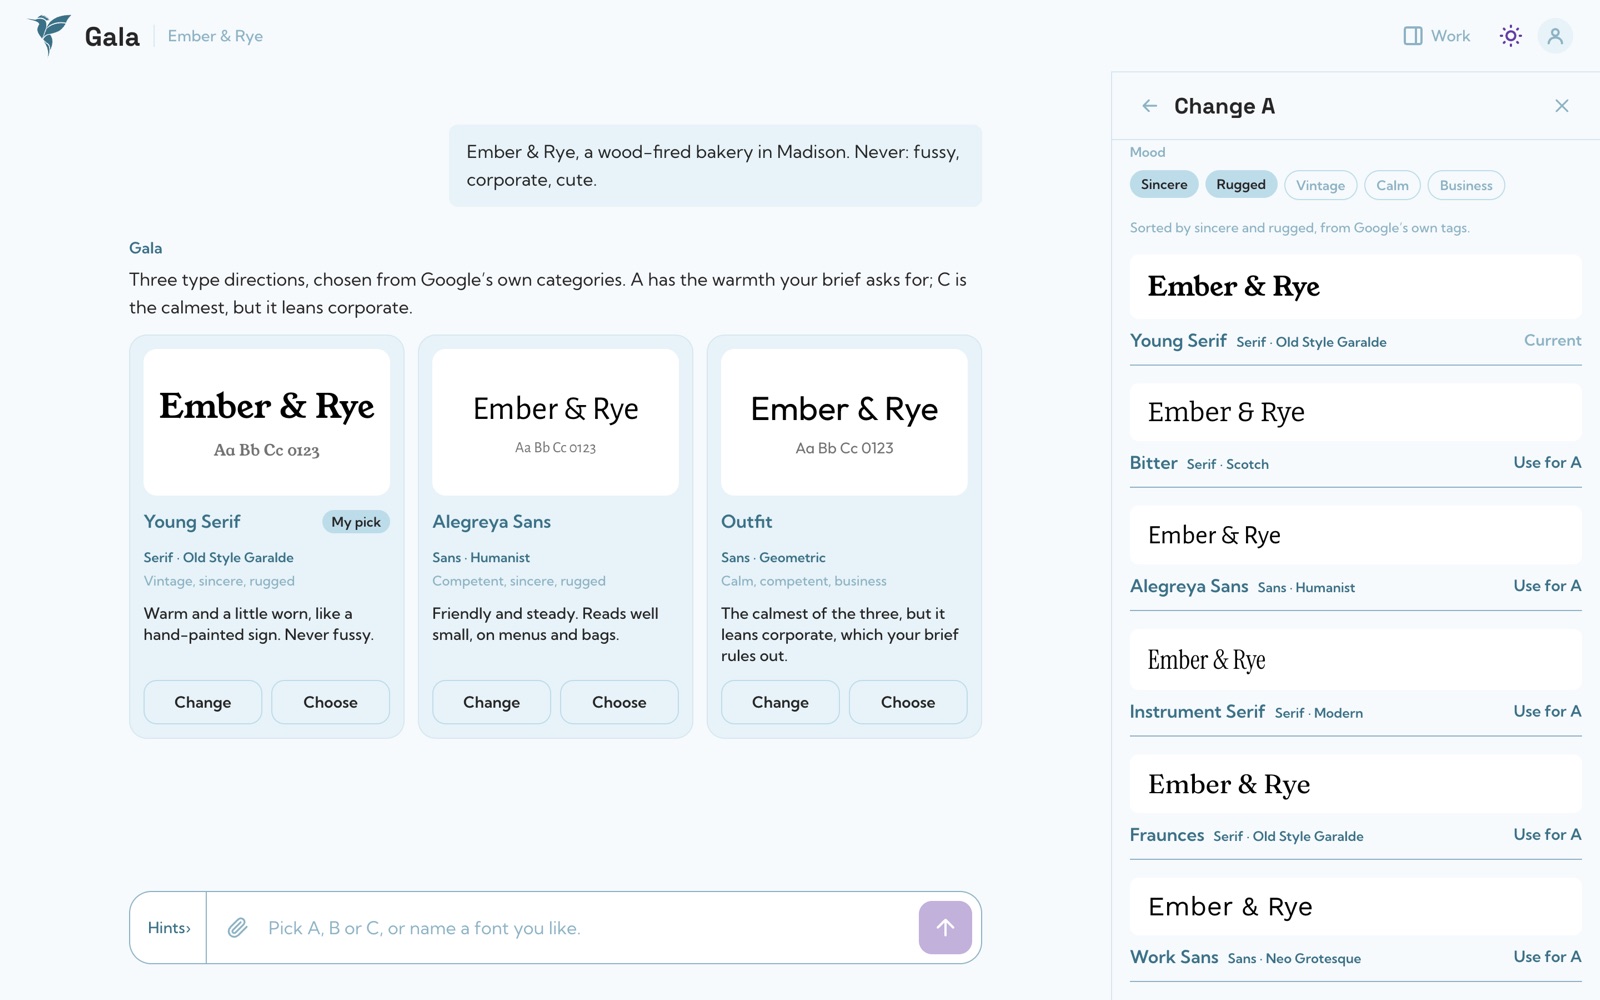 Gala
Ember & Rye
Work
Ember & Rye, a wood-fired bakery in Madison. Never: fussy,
corporate, cute.
Gala
Three type directions, chosen from Google's own categories. A has the warmth your brief asks for; C is
the calmest, but it leans corporate.
Ember & Rye
Aa Bb Cc 0123
Young Serif
My pick
Serif · Old Style Garalde
Vintage, sincere, rugged
Warm and a little worn, like a
hand-painted sign. Never fussy.
Change
Choose
Ember & Rye
Aa Bb Cc 0123
Alegreya Sans
Sans · Humanist
Competent, sincere, rugged
Friendly and steady. Reads well
small, on menus and bags.
Change
Choose
Ember & Rye
Aa Bb Cc 0123
Outfit
Sans · Geometric
Calm, competent, business
The calmest of the three, but it
leans corporate, which your brief
rules out.
Change
Choose
Hints›
Pick A, B or C, or name a font you like.
Change A
Mood
Sincere
Rugged
Vintage
Calm
Business
Sorted by sincere and rugged, from Google's own tags.
Ember & Rye
Young Serif Serif · Old Style Garalde
Current
Ember & Rye
Bitter Serif · Scotch
Use for A
Ember & Rye
Alegreya Sans Sans · Humanist
Use for A
Ember & Rye
Instrument Serif Serif · Modern
Use for A
Ember & Rye
Fraunces Serif · Old Style Garalde
Use for A
Ember & Rye
Work Sans Sans · Neo Grotesque
Use for A